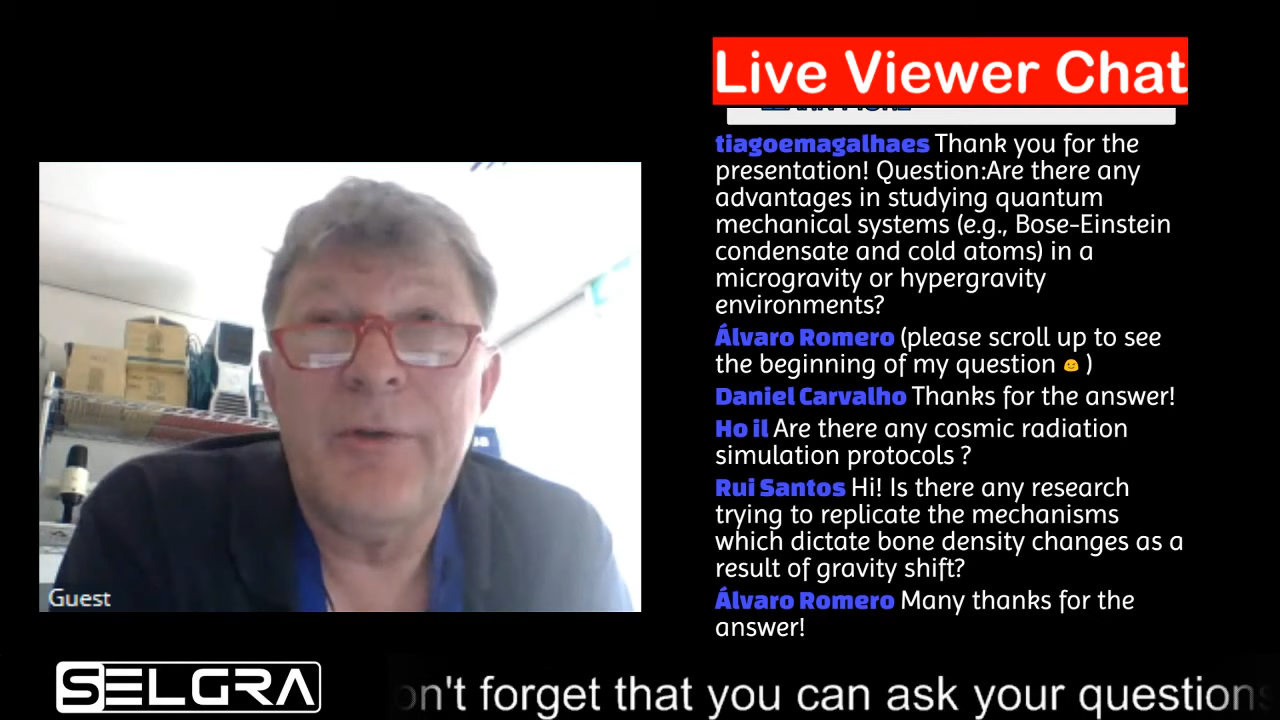 Live Viewer Chat
LEARN MORE
tiagoemagalhaes Thank you for the
presentation! Question:Are there any
advantages in studying quantum
mechanical systems (e.g., Bose-Einstein
condensate and cold atoms) in a
microgravity or hypergravity
environments?
Álvaro Romero (please scroll up to see
the beginning of my question 🙂 )
Daniel Carvalho Thanks for the answer!
Ho il Are there any cosmic radiation
simulation protocols ?
Rui Santos Hi! Is there any research
trying to replicate the mechanisms
which dictate bone density changes as a
result of gravity shift?
Álvaro Romero Many thanks for the
answer!
Guest
SELGRA
on't forget that you can ask your questions